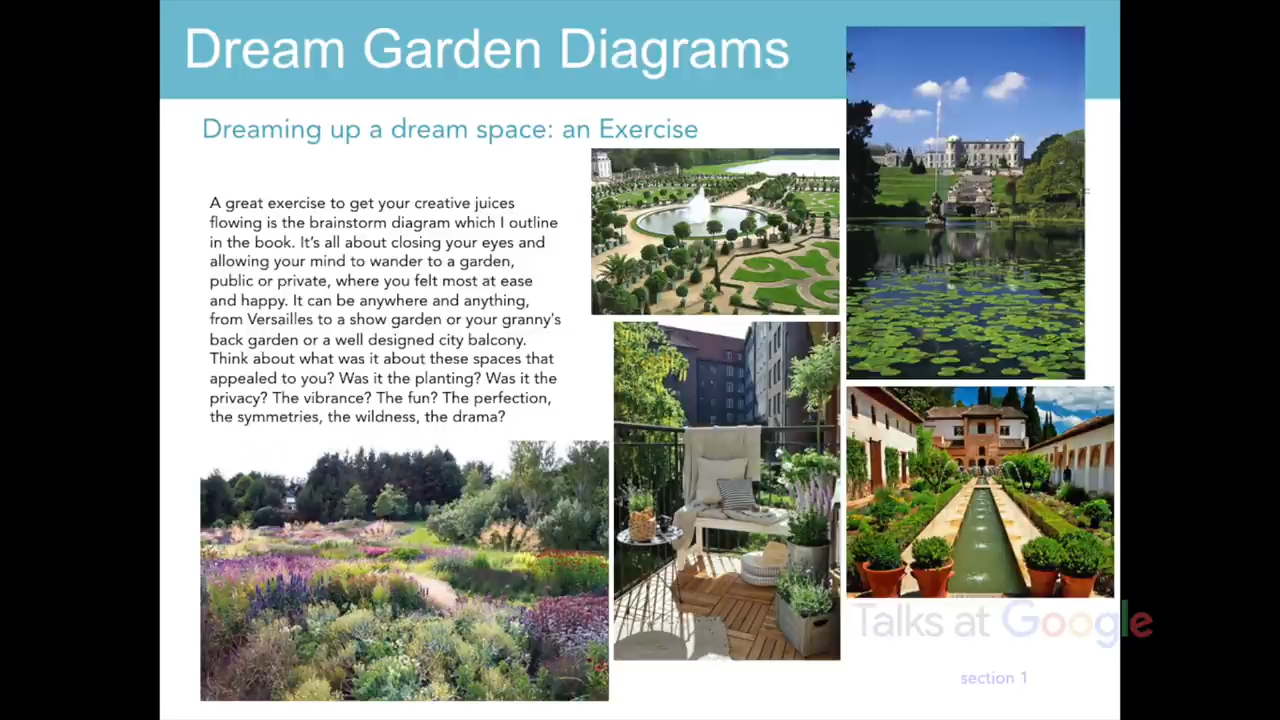 Dream Garden Diagrams
Dreaming up a dream space: an Exercise
A great exercise to get your creative juices
flowing is the brainstorm diagram which I outline
in the book. It's all about closing your eyes and
allowing your mind to wander to a garden,
public or private, where you felt most at ease
and happy. It can be anywhere and anything,
from Versailles to a show garden or your granny's
back garden or a well designed city balcony.
Think about what was it about these spaces that
appealed to you? Was it the planting? Was it the
privacy? The vibrance? The fun? The perfection,
the symmetries, the wildness, the drama?
Talks at Google
section 1